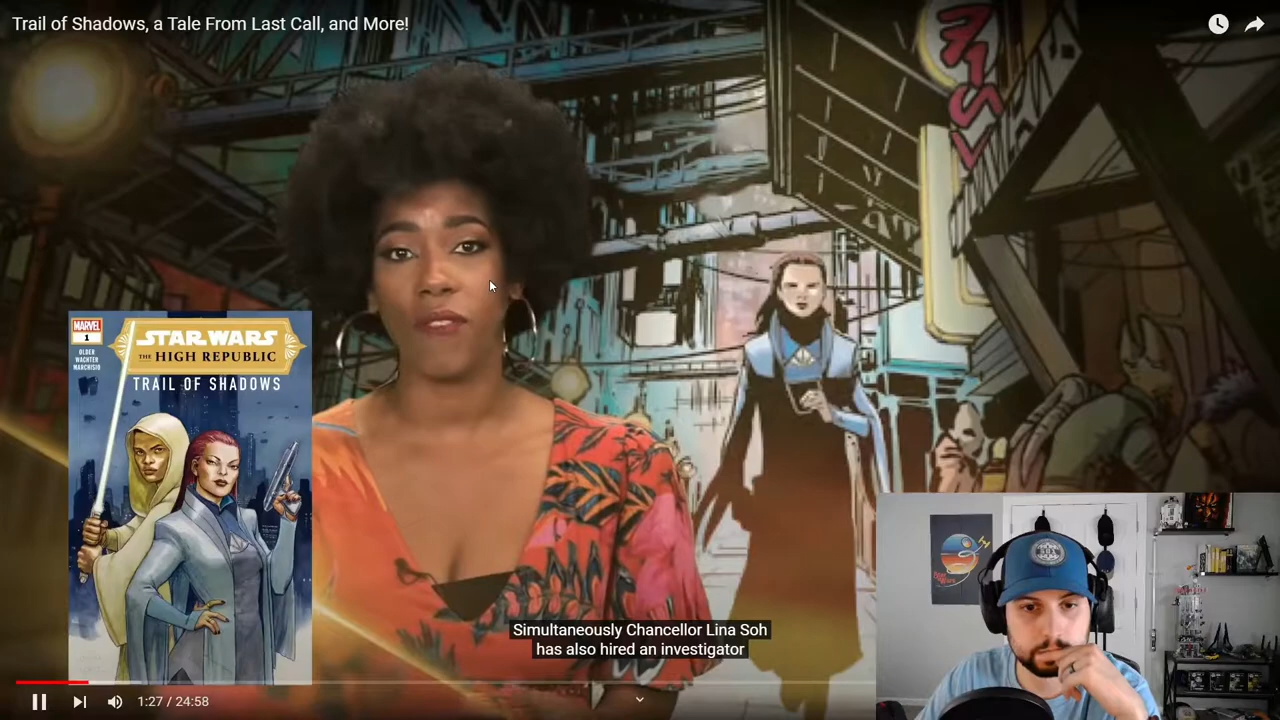 Trail of Shadows, a Tale From Last Call, and More!
MARVEL
1
OLDER
WACHTER
MARCHISIO
STAR WARS
THE HIGH REPUBLIC
TRAIL OF SHADOWS
Simultaneously Chancellor Lina Soh
has also hired an investigator
1:27 / 24:58